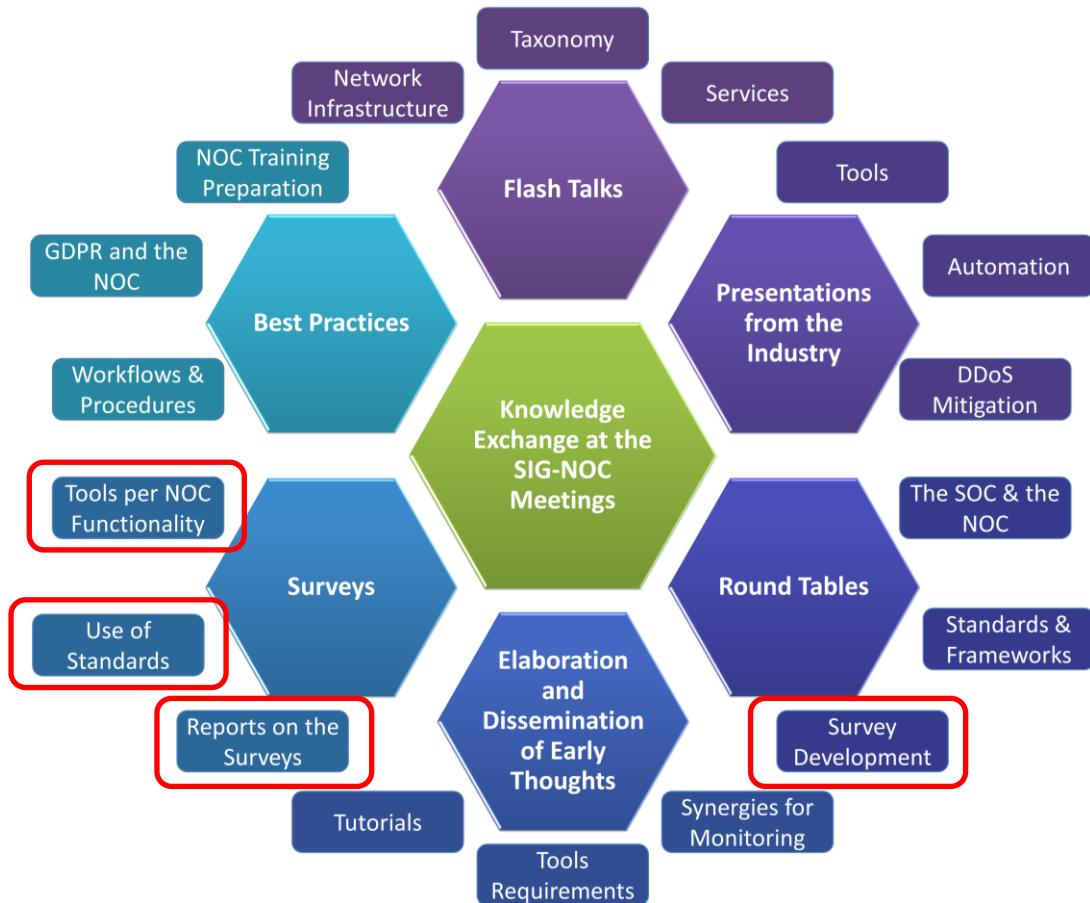 Taxonomy
Network
Infrastructure
Services
NOC Training
Preparation
Flash Talks
Tools
GDPR and the
NOC
Best Practices
Presentations
from the
Industry
Automation
Workflows &
Procedures
DDoS
Mitigation
Knowledge
Exchange at the
SIG-NOC
Meetings
Tools per NOC
Functionality
The SOC & the
NOC
Surveys
Round Tables
Use of
Standards
Standards &
Frameworks
Elaboration
and
Dissemination
of Early
Thoughts
Reports on the
Surveys
Survey
Development
Tutorials
Synergies for
Monitoring
Tools
Requirements